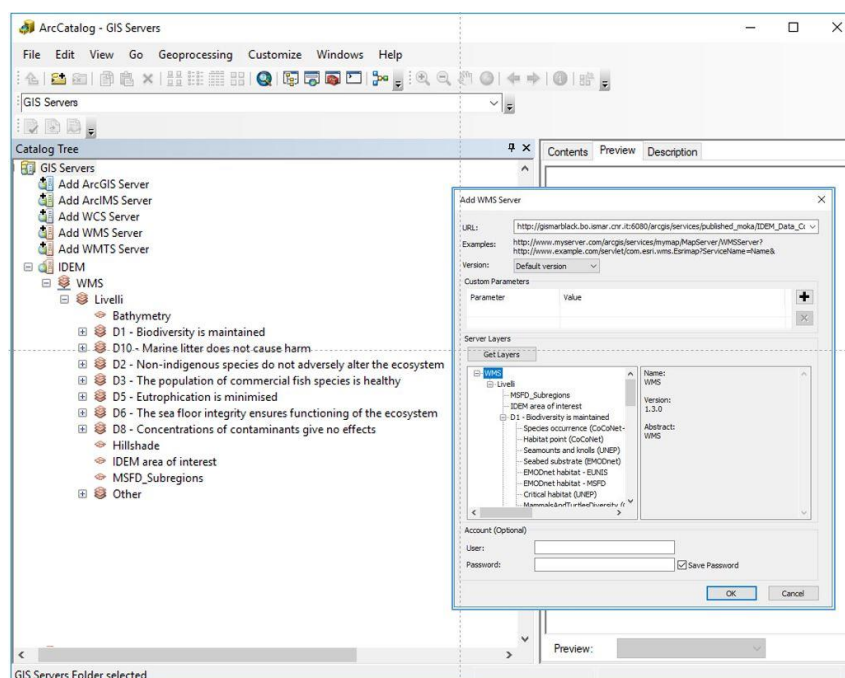 ArcCatalog - GIS Servers
File Edit View Go Geoprocessing Customize Windows Help
GIS Servers
Catalog Tree
GIS Servers
Add ArcGIS Server
Add ArcIMS Server
Add WCS Server
Add WMS Server
Add WMTS Server
IDEM
WMS
Livelli
Bathymetry
D1 - Biodiversity is maintained
D10 - Marine litter does not cause harm
D2 - Non-indigenous species do not adversely alter the ecosystem
D3 - The population of commercial fish species is healthy
D5 - Eutrophication is minimised
D6 - The sea floor integrity ensures functioning of the ecosystem
D8 - Concentrations of contaminants give no effects
Hillshade
IDEM area of interest
MSFD_Subregions
Other
Contents Preview Description
Add WMS Server
URL: http://gismarblack.bo.ismar.cnr.it:6080/arcgis/services/published_moka/IDEM_Data_Cc
Examples: http://www.myserver.com/arcgis/services/mymap/MapServer/WMSServer?
http://www.example.com/servlet/com.esri.wms.Esrimap?ServiceName=Name&
Version: Default version
Custom Parameters
Parameter Value
Server Layers
Get Layers
WMS
Livelli
MSFD_Subregions
IDEM area of interest
D1 - Biodiversity is maintained
Species occurrence (CoCoNet-
Habitat point (CoCoNet)
Seamounts and knolls (UNEP)
Seabed substrate (EMODnet)
EMODnet habitat - EUNIS
EMODnet habitat - MSFD
Critical habitat (UNEP)
MammalsAndTurtlesDiversity
Name:
WMS
Version:
1.3.0
Abstract:
WMS
Account (Optional)
User:
Password:
Save Password
OK Cancel
Preview:
GIS Servers Folder selected